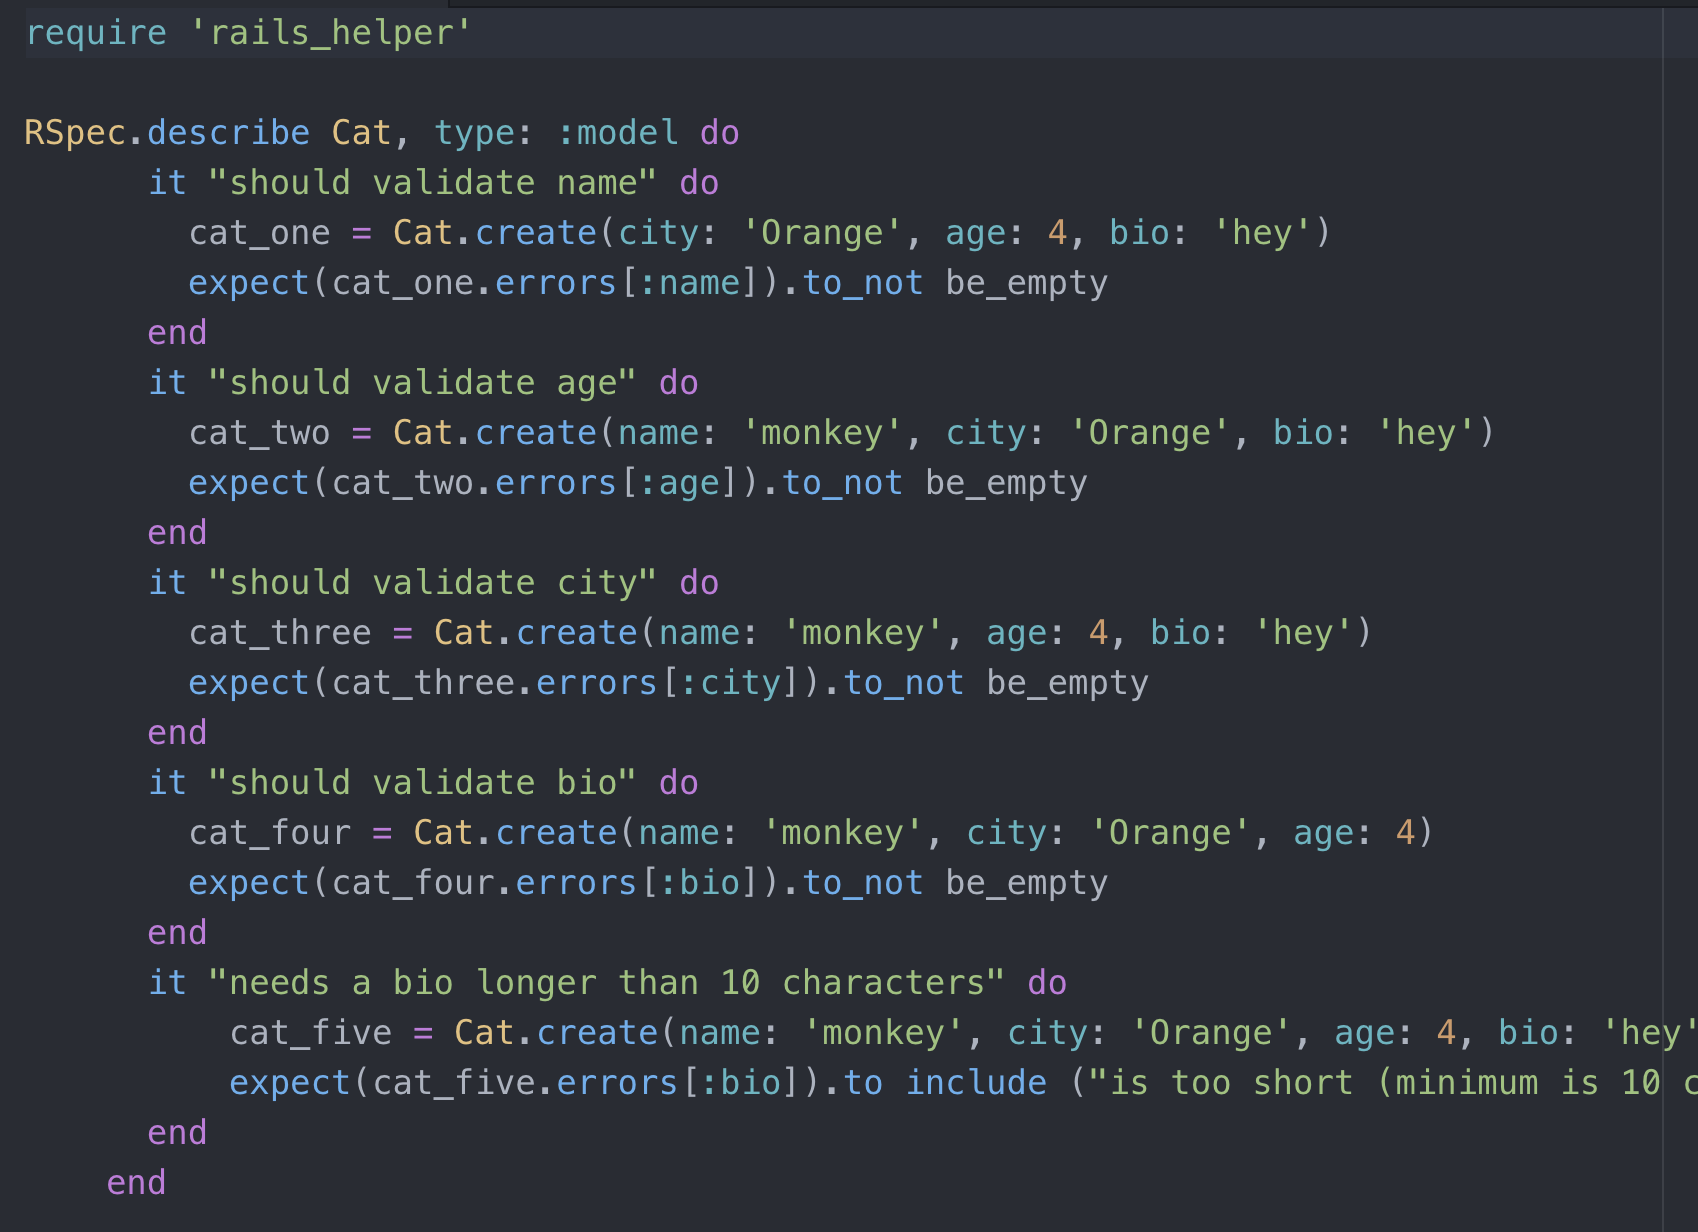 require 'rails_helper'

RSpec.describe Cat, type: :model do
      it "should validate name" do
        cat_one = Cat.create(city: 'Orange', age: 4, bio: 'hey')
        expect(cat_one.errors[:name]).to_not be_empty
      end
      it "should validate age" do
        cat_two = Cat.create(name: 'monkey', city: 'Orange', bio: 'hey')
        expect(cat_two.errors[:age]).to_not be_empty
      end
      it "should validate city" do
        cat_three = Cat.create(name: 'monkey', age: 4, bio: 'hey')
        expect(cat_three.errors[:city]).to_not be_empty
      end
      it "should validate bio" do
        cat_four = Cat.create(name: 'monkey', city: 'Orange', age: 4)
        expect(cat_four.errors[:bio]).to_not be_empty
      end
      it "needs a bio longer than 10 characters" do
          cat_five = Cat.create(name: 'monkey', city: 'Orange', age: 4, bio: 'hey'
          expect(cat_five.errors[:bio]).to include ("is too short (minimum is 10
      end
    end